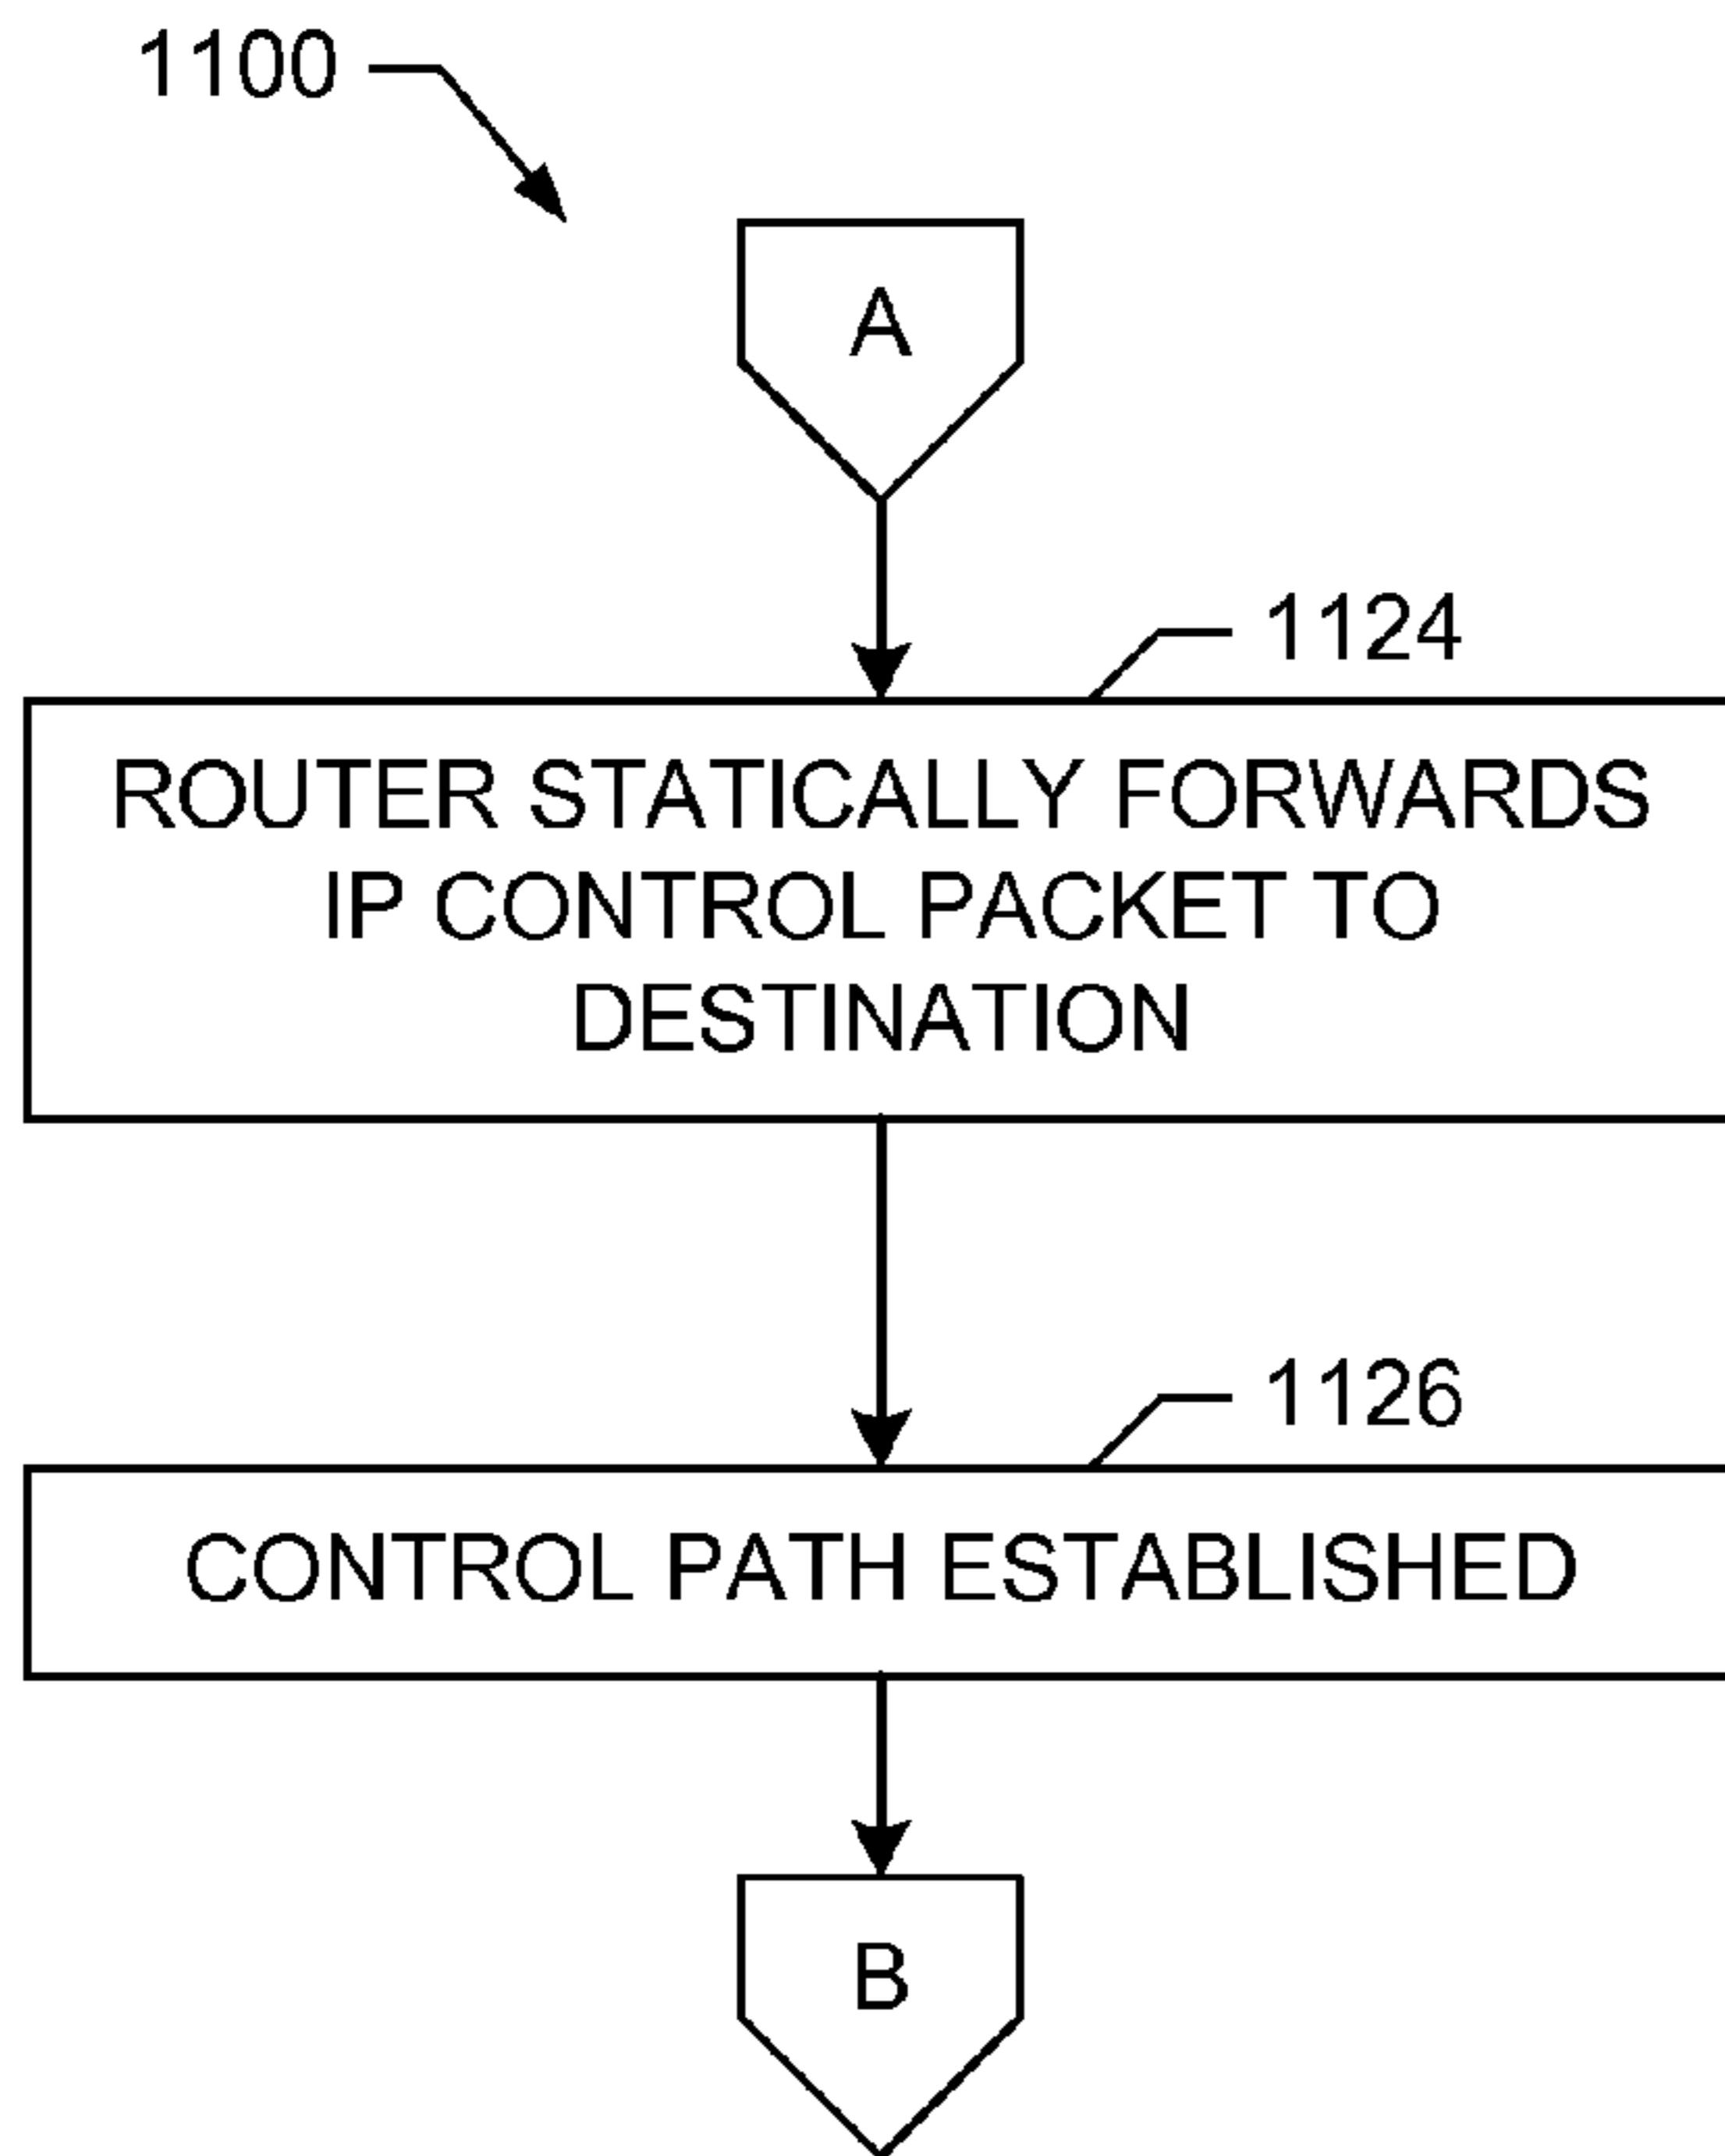 1100
A
1124
ROUTER STATICALLY FORWARDS
IP CONTROL PACKET TO
DESTINATION
1126
CONTROL PATH ESTABLISHED
B